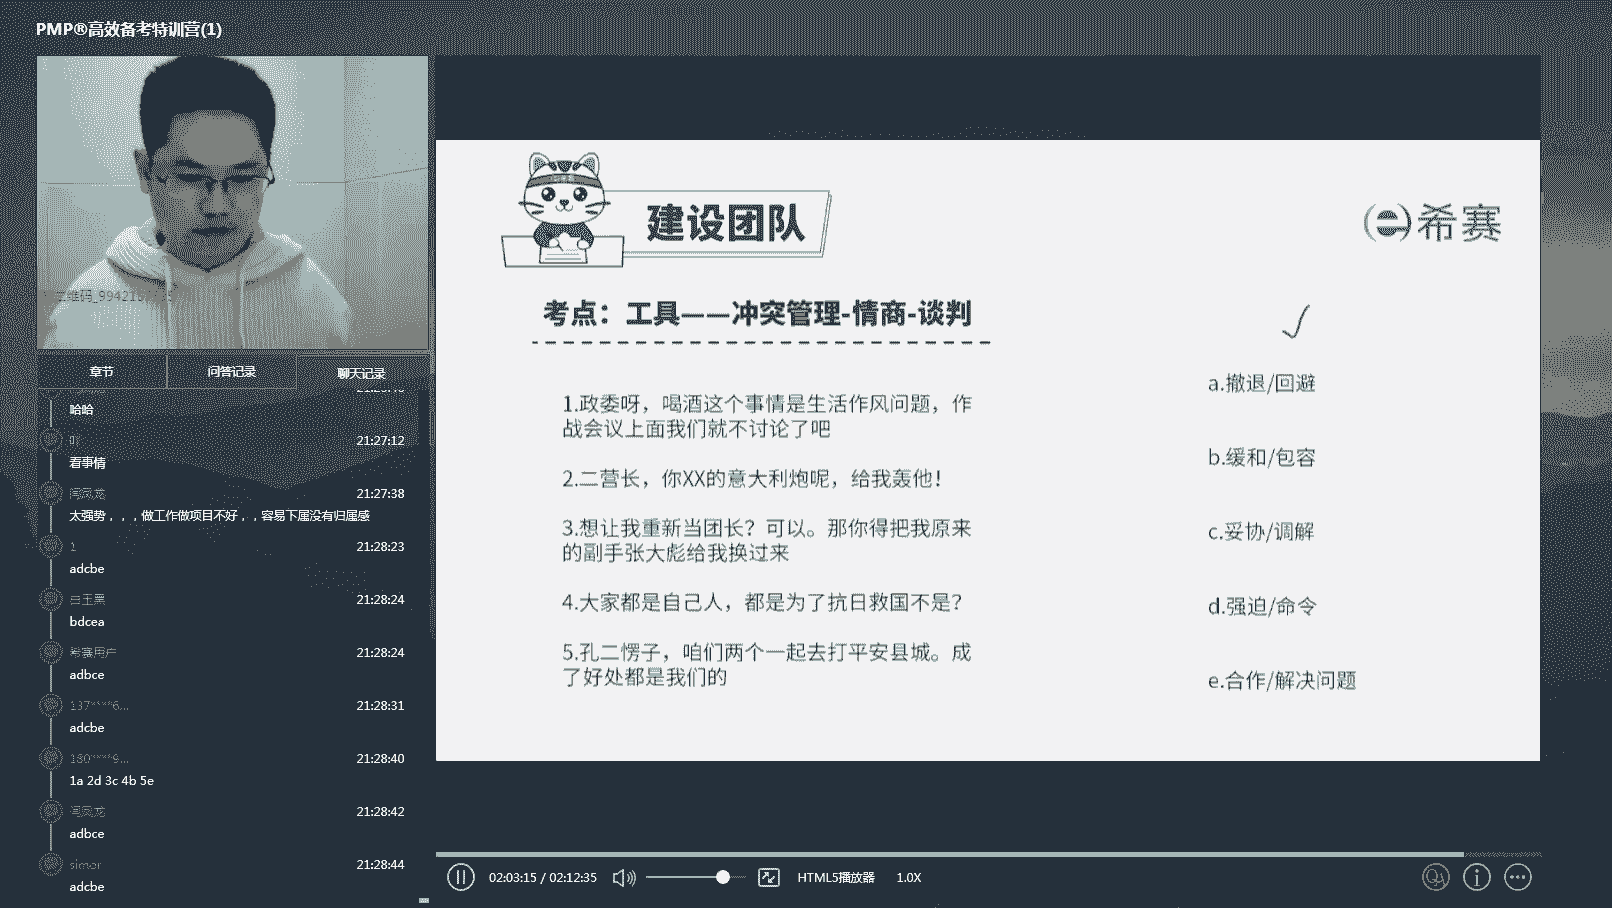 PMP®高效备考特训营(1)
章节
问答记录
聊天记录
哈哈
21:27:12
看事情
闫凤龙
21:27:38
太强势，，，做工作做项目不好，，容易下属没有归属感
1
21:28:23
adcbe
白王黑
21:28:24
bdcea
希赛用户
21:28:24
adbce
137****6...
21:28:31
adcbe
180****9...
21:28:40
1a 2d 3c 4b 5e
闫凤龙
21:28:42
adbce
simer
21:28:44
adcbe
建设团队
希赛
考点：工具——冲突管理-情商-谈判
1.政委呀，喝酒这个事情是生活作风问题，作
战会议上面我们就不讨论了吧
2.二营长，你XX的意大利炮呢，给我轰他！
3.想让我重新当团长？可以。那你得把我原来
的副手张大彪给我换过来
4.大家都是自己人，都是为了抗日救国不是？
5.孔二愣子，咱们两个一起去打平安县城。成
了好处都是我们的
a.撤退/回避
b.缓和/包容
c.妥协/调解
d.强迫/命令
e.合作/解决问题
02:03:15 / 02:12:35
HTML5播放器
1.0X